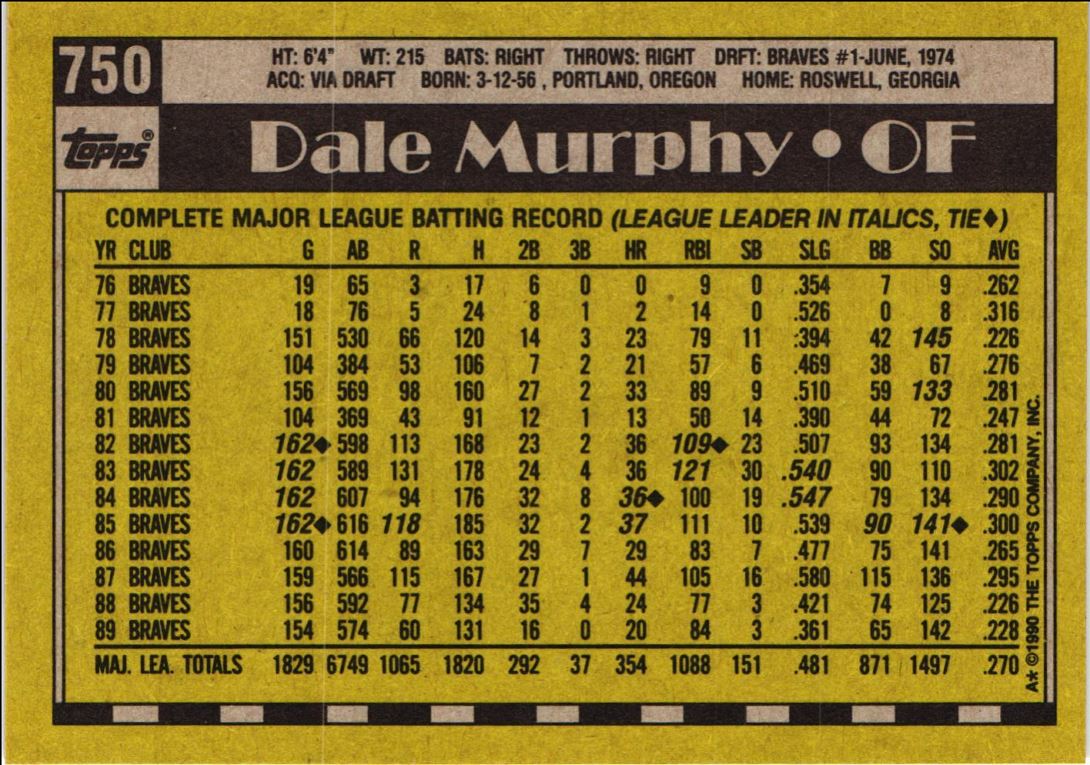 750
HT: 6'4" WT: 215 BATS: RIGHT THROWS: RIGHT DRFT: BRAVES #1-JUNE, 1974
ACQ: VIA DRAFT BORN: 3-12-56 , PORTLAND, OREGON HOME: ROSWELL, GEORGIA
Topps®
Dale Murphy • OF
COMPLETE MAJOR LEAGUE BATTING RECORD (LEAGUE LEADER IN ITALICS, TIE♦)
YR CLUB G AB R H 2B 3B HR RBI SB SLG BB SO AVG
76 BRAVES 19 65 3 17 6 0 0 9 0 .354 7 9 .262
77 BRAVES 18 76 5 24 8 1 2 14 0 .526 0 8 .316
78 BRAVES 151 530 66 120 14 3 23 79 11 .394 42 145 .226
79 BRAVES 104 384 53 106 7 2 21 57 6 .469 38 67 .276
80 BRAVES 156 569 98 160 27 2 33 89 9 .510 59 133 .281
81 BRAVES 104 369 43 91 12 1 13 50 14 .390 44 72 .247
82 BRAVES 162♦ 598 113 168 23 2 36 109♦ 23 .507 93 134 .281
83 BRAVES 162 589 131 178 24 4 36 121 30 .540 90 110 .302
84 BRAVES 162 607 94 176 32 8 36♦ 100 19 .547 79 134 .290
85 BRAVES 162♦ 616 118 185 32 2 37 111 10 .539 90 141♦ .300
86 BRAVES 160 614 89 163 29 7 29 83 7 .477 75 141 .265
87 BRAVES 159 566 115 167 27 1 44 105 16 .580 115 136 .295
88 BRAVES 156 592 77 134 35 4 24 77 3 .421 74 125 .226
89 BRAVES 154 574 60 131 16 0 20 84 3 .361 65 142 .228
MAJ. LEA. TOTALS 1829 6749 1065 1820 292 37 354 1088 151 .481 871 1497 .270
A* ©1990 THE TOPPS COMPANY, INC.